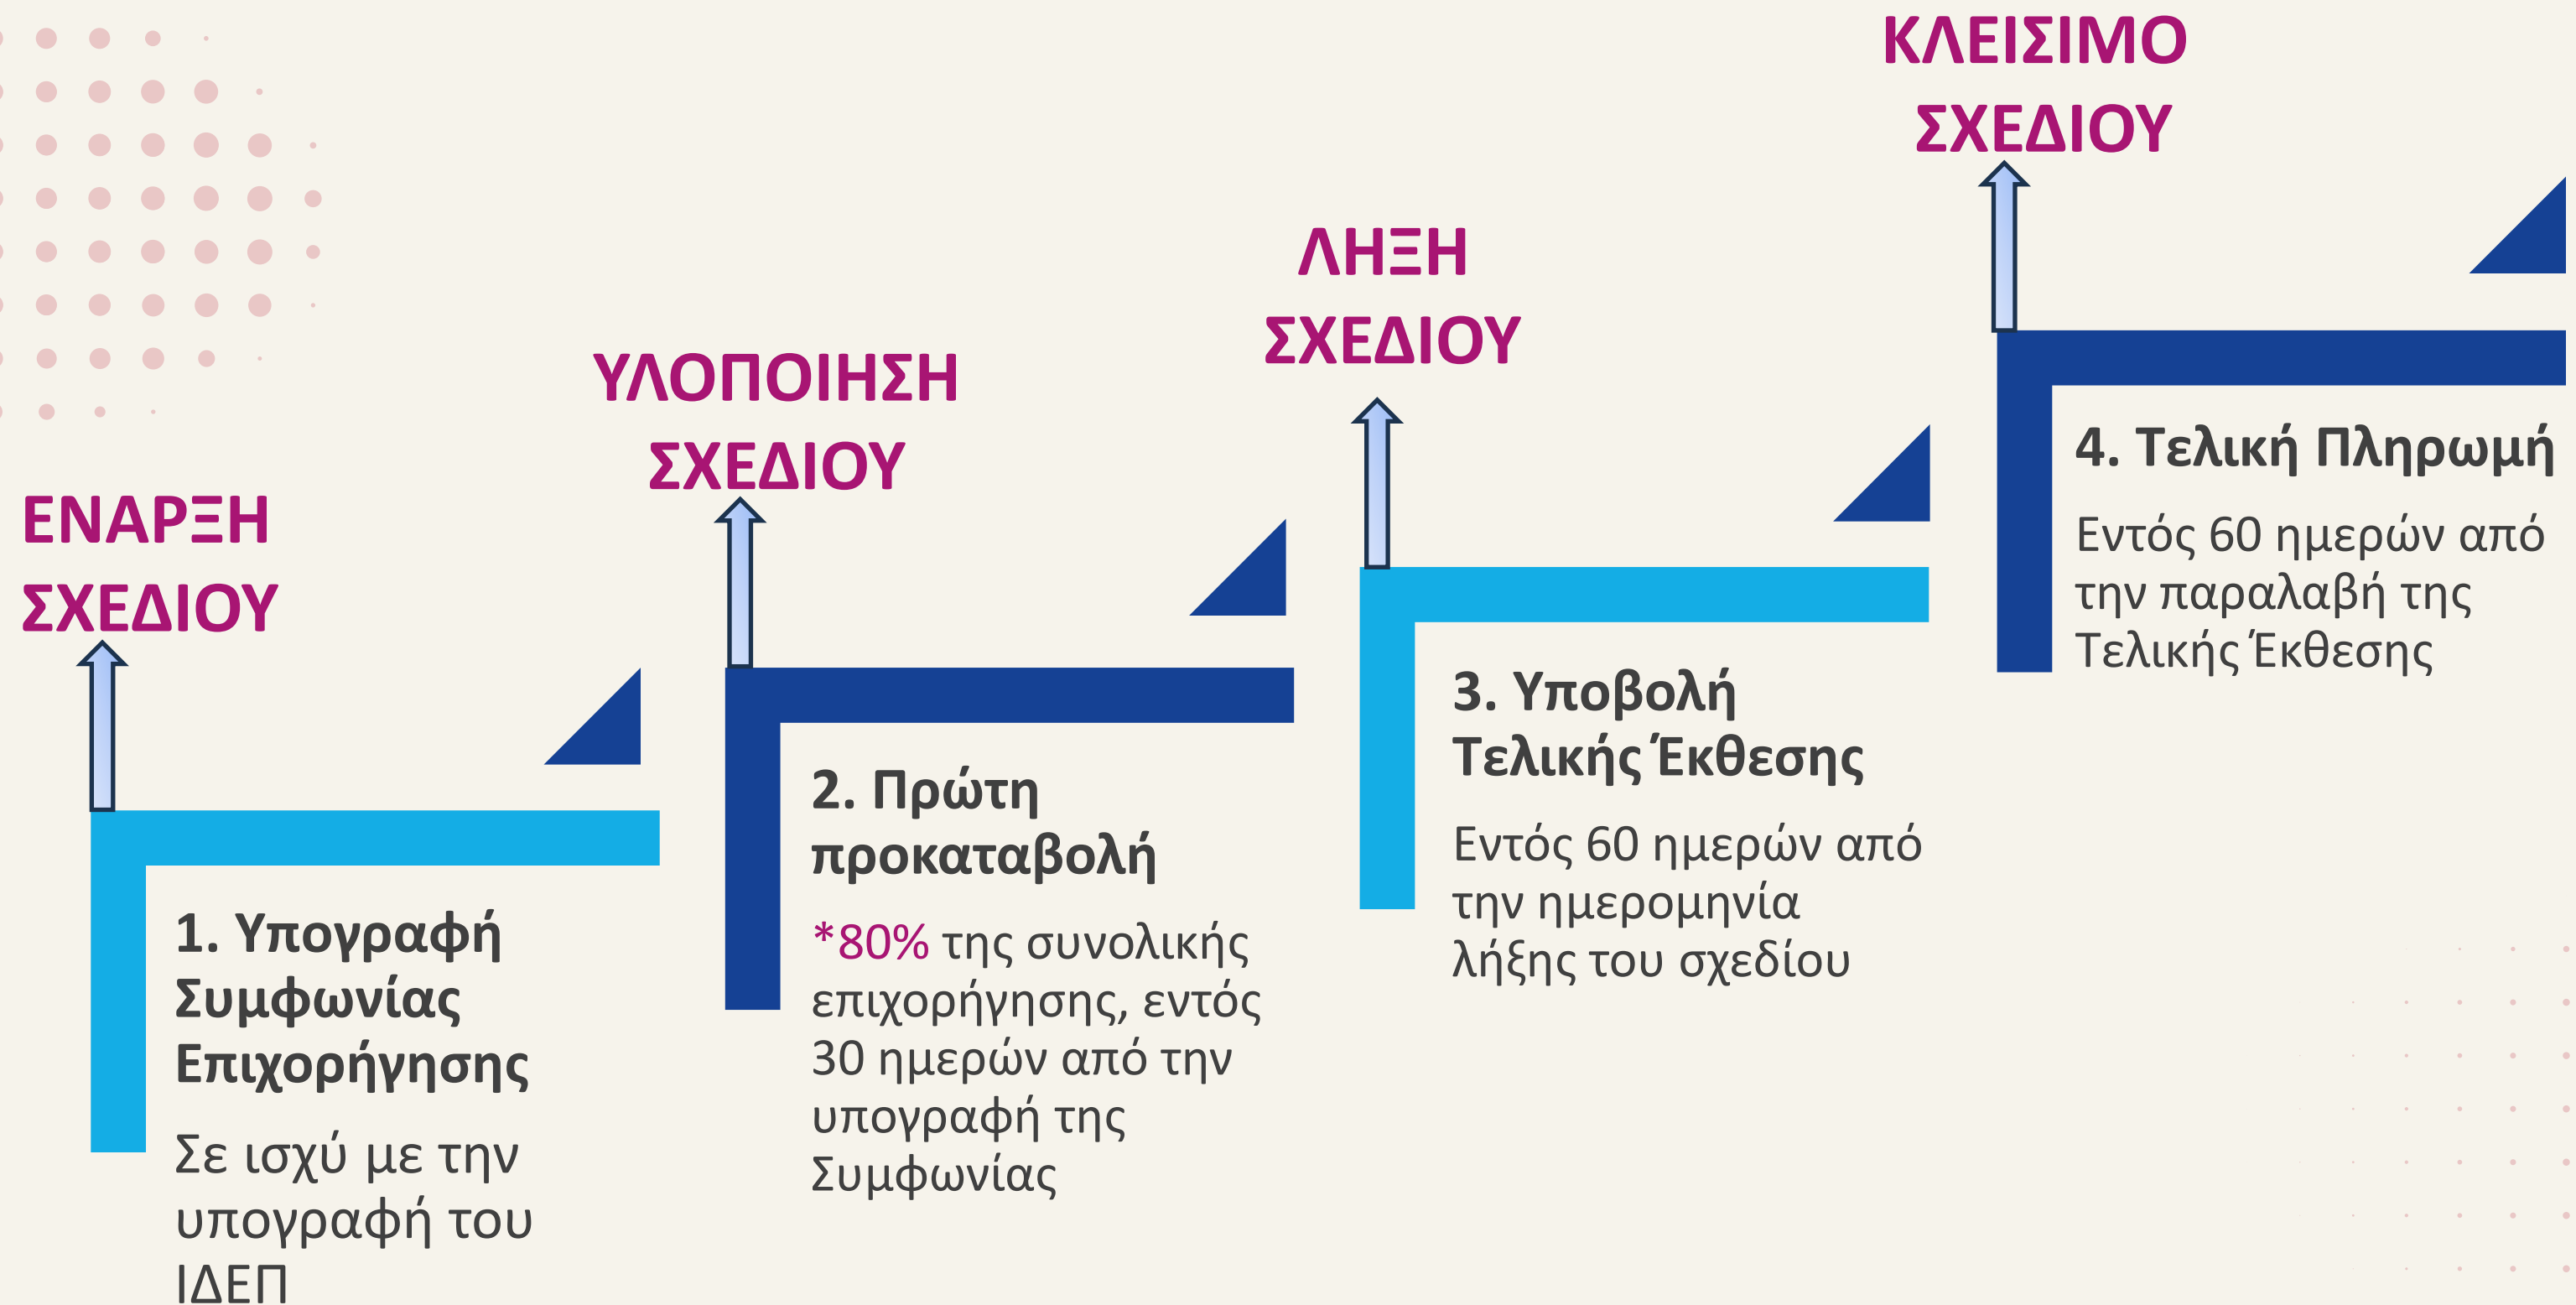 ΕΝΑΡΞΗ
ΣΧΕΔΙΟΥ
1. Υπογραφή
Συμφωνίας
Επιχορήγησης
Σε ισχύ με την
υπογραφή του
ΙΔΕΠ
ΥΛΟΠΟΙΗΣΗ
ΣΧΕΔΙΟΥ
2. Πρώτη
προκαταβολή
*80% της συνολικής
επιχορήγησης, εντός
30 ημερών από την
υπογραφή της
Συμφωνίας
ΛΗΞΗ
ΣΧΕΔΙΟΥ
3. Υποβολή
Τελικής Έκθεσης
Εντός 60 ημερών από
την ημερομηνία
λήξης του σχεδίου
ΚΛΕΙΣΙΜΟ
ΣΧΕΔΙΟΥ
4. Τελική Πληρωμή
Εντός 60 ημερών από
την παραλαβή της
Τελικής Έκθεσης